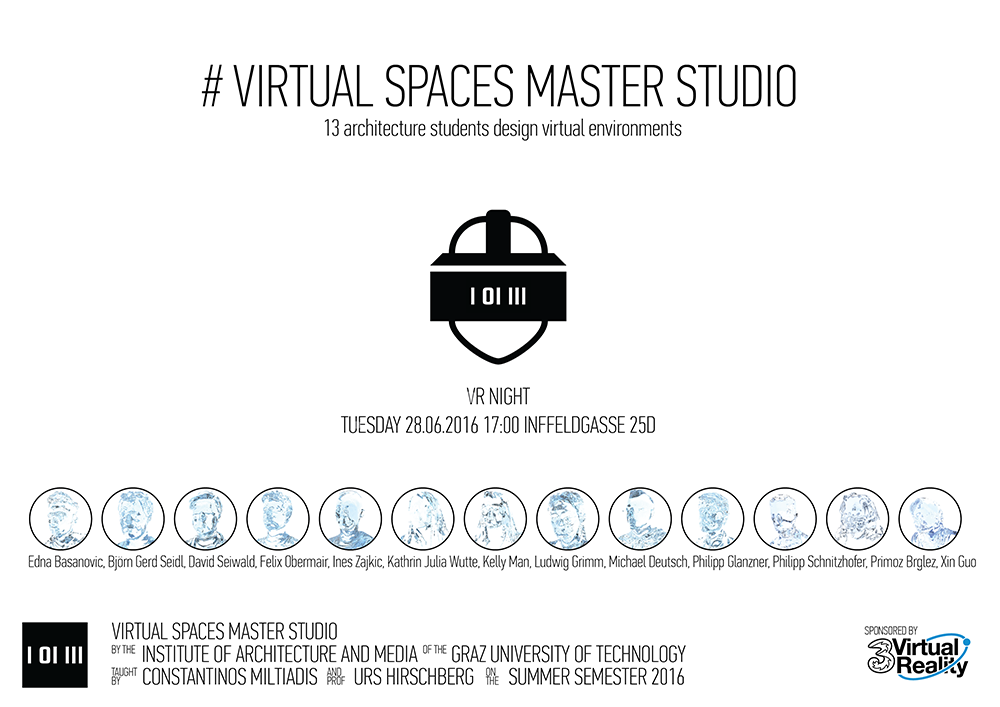 # VIRTUAL SPACES MASTER STUDIO
13 architecture students design virtual environments
I OI III
VR NIGHT
TUESDAY 28.06.2016 17:00 INFFELDGASSE 25D
Edna Basanovic, Björn Gerd Seidl, David Seiwald, Felix Obermair, Ines Zajkic, Kathrin Julia Wutte, Kelly Man, Ludwig Grimm, Michael Deutsch, Philipp Glanzner, Philipp Schnitzhofer, Primoz Brglez, Xin Guo
I OI III
VIRTUAL SPACES MASTER STUDIO
BY THE INSTITUTE OF ARCHITECTURE AND MEDIA OF THE GRAZ UNIVERSITY OF TECHNOLOGY
TAUGHT BY CONSTANTINOS MILTIADIS AND PROF URS HIRSCHBERG ON THE SUMMER SEMESTER 2016
SPONSORED BY
3 Virtual
Reality